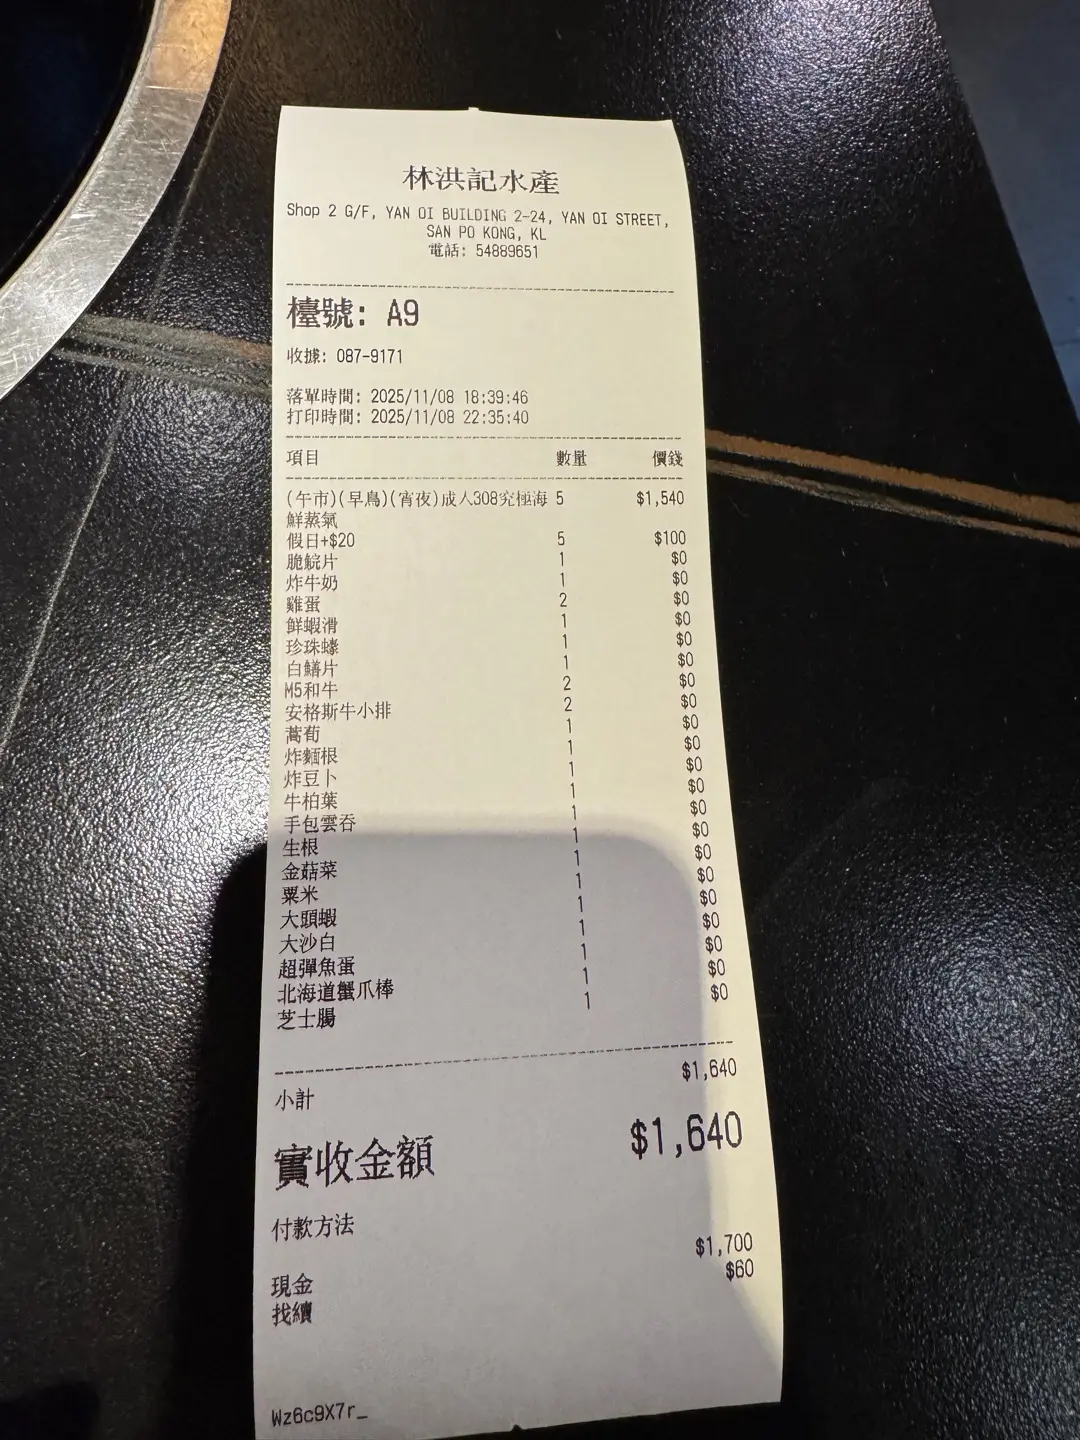 林洪記水產
Shop 2 G/F, YAN OI BUILDING 2-24, YAN OI STREET,
SAN PO KONG, KL
電話: 54889651
檯號: A9
收據: 087-9171
落單時間: 2025/11/08 18:39:46
打印時間: 2025/11/08 22:35:40
項目 數量 價錢
(午市)(早鳥)(宵夜)成人308究極海 5 $1,540
鮮蒸氣
假日+$20 5 $100
脆鯇片 1 $0
炸牛奶 1 $0
雞蛋 2 $0
鮮蝦滑 1 $0
珍珠蠔 1 $0
白鱔片 1 $0
M5和牛 2 $0
安格斯牛小排 2 $0
蒿荀 1 $0
炸麵根 1 $0
炸豆卜 1 $0
牛柏葉 1 $0
手包雲吞 1 $0
生根 1 $0
金菇菜 1 $0
粟米 1 $0
大頭蝦 1 $0
大沙白 1 $0
超彈魚蛋 1 $0
北海道蟹爪棒 1 $0
芝士腸 1 $0
小計 $1,640
實收金額 $1,640
付款方法
現金 $1,700
找續 $60
Wz6c9X7r_